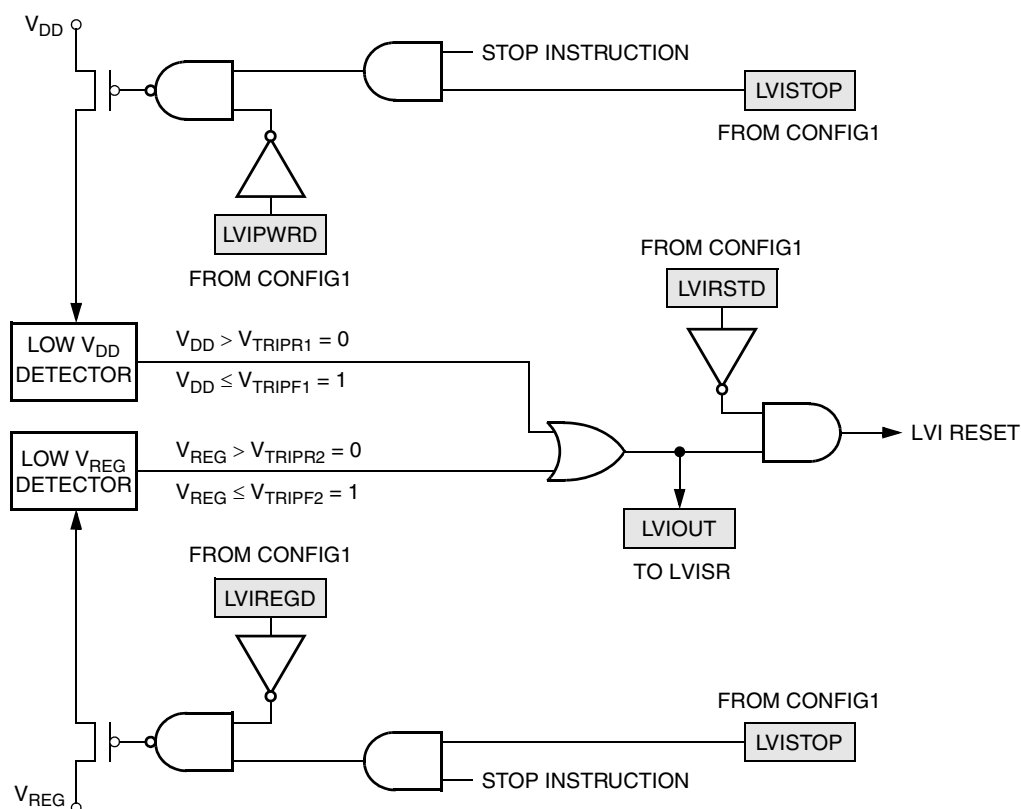 VDD
STOP INSTRUCTION
LVISTOP
FROM CONFIG1
LVIPWRD
FROM CONFIG1
FROM CONFIG1
LVIRSTD
LOW VDD
DETECTOR
VDD > VTRIPR1 = 0
VDD ≤ VTRIPF1 = 1
LVI RESET
LOW VREG
DETECTOR
VREG > VTRIPR2 = 0
VREG ≤ VTRIPF2 = 1
LVIOUT
TO LVISR
FROM CONFIG1
LVIREGD
FROM CONFIG1
LVISTOP
STOP INSTRUCTION
VREG